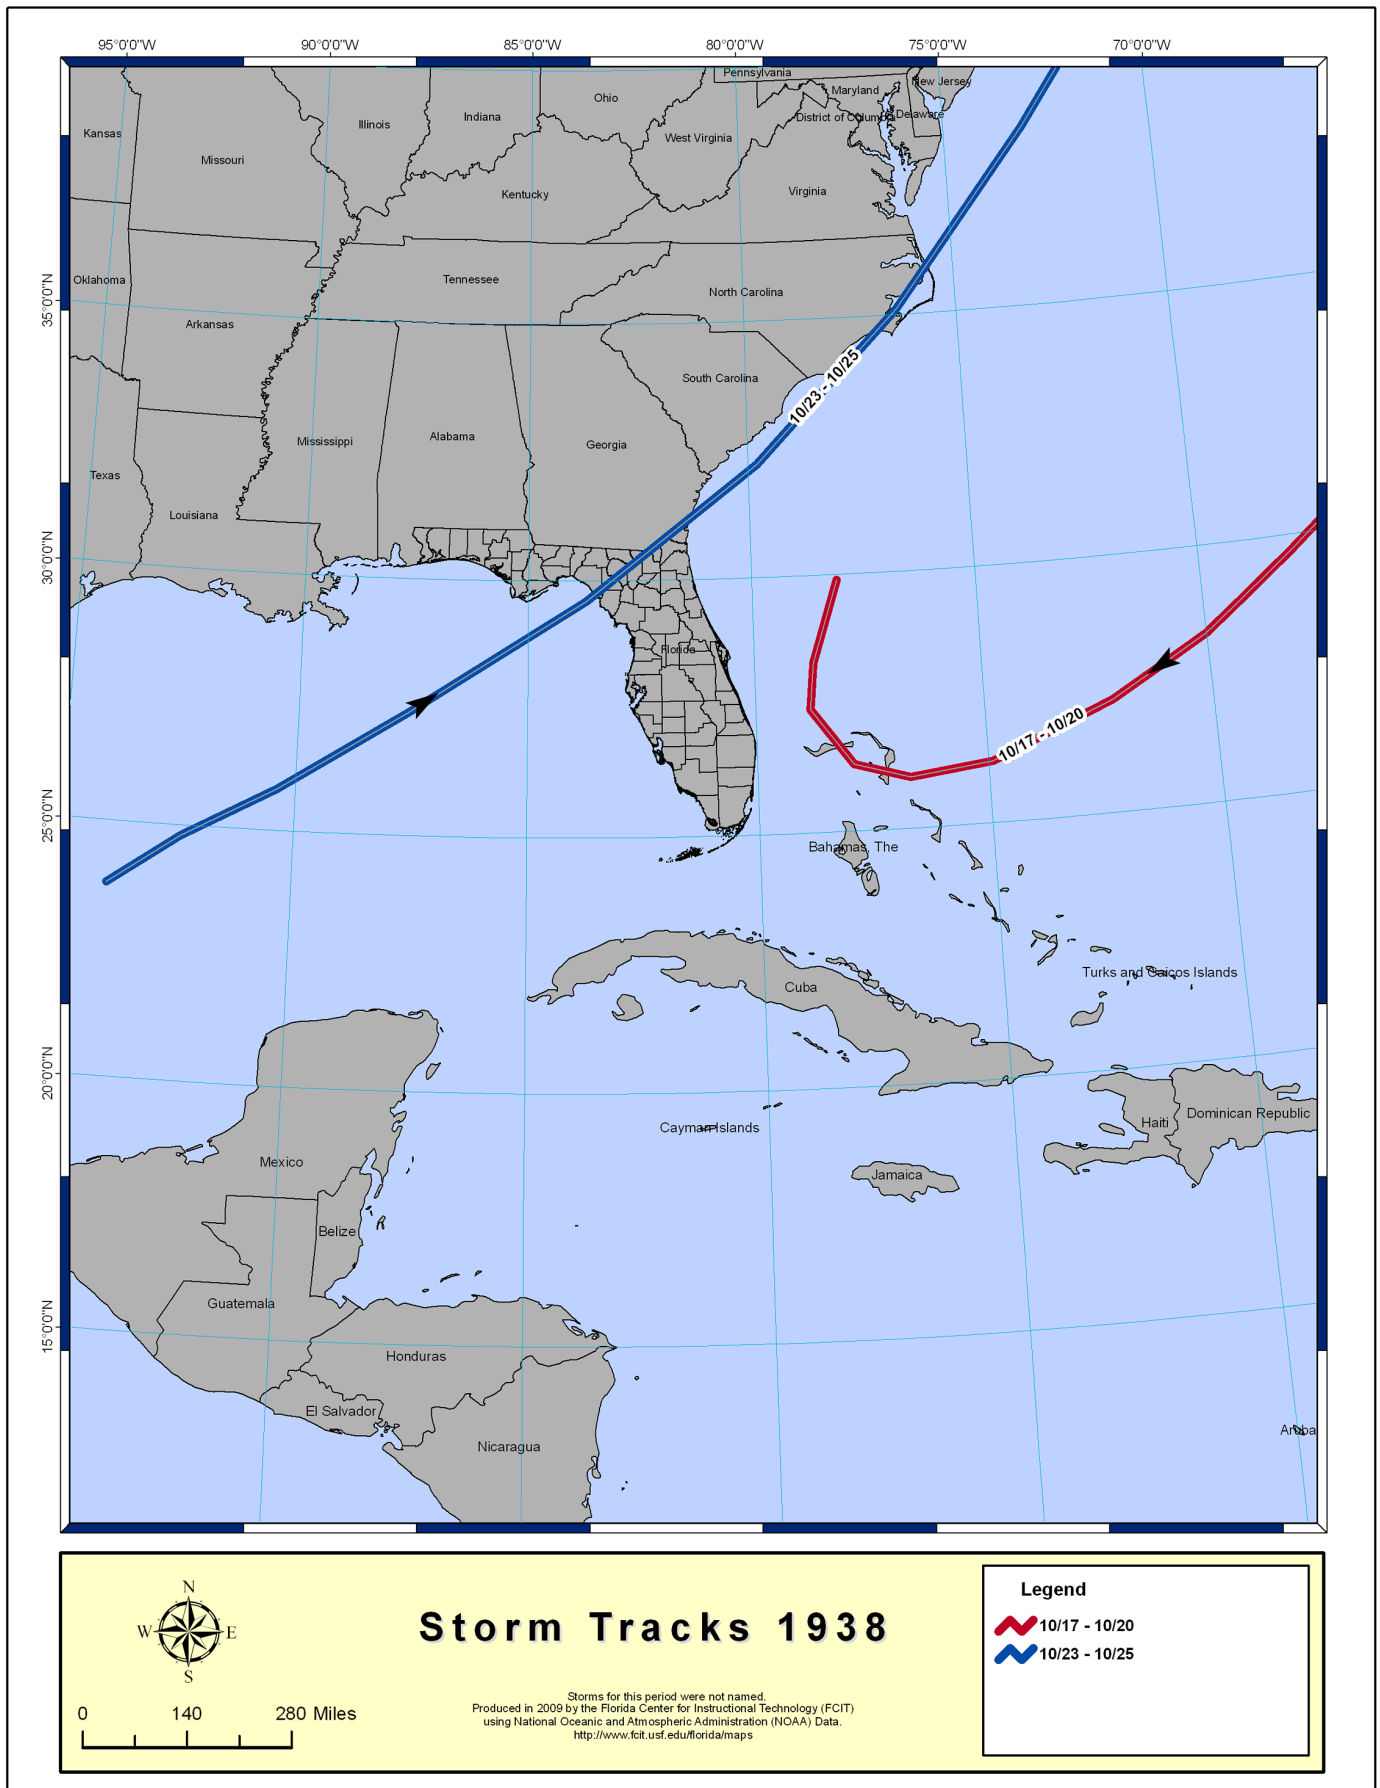 95°0'0"W 90°0'0"W 85°0'0"W 80°0'0"W 75°0'0"W 70°0'0"W
Pennsylvania
New Jersey
Maryland
Ohio
Delaware
District of Columbia
Indiana
Illinois
Kansas
West Virginia
Missouri
Virginia
Kentucky
Oklahoma
Tennessee
North Carolina
35°0'0"N
Arkansas
10/23 - 10/25
South Carolina
Alabama
Mississippi
Georgia
Texas
Louisiana
30°0'0"N
Florida
10/17 - 10/20
25°0'0"N
Bahamas, The
Turks and Caicos Islands
Cuba
20°0'0"N
Dominican Republic
Haiti
Cayman Islands
Mexico
Jamaica
Belize
Guatemala
15°0'0"N
Honduras
El Salvador
Aruba
Nicaragua
N
W E
S
0 140 280 Miles
Storm Tracks 1938
Storms for this period were not named.
Produced in 2009 by the Florida Center for Instructional Technology (FCIT)
using National Oceanic and Atmospheric Administration (NOAA) Data.
http://www.fcit.usf.edu/florida/maps
Legend
10/17 - 10/20
10/23 - 10/25